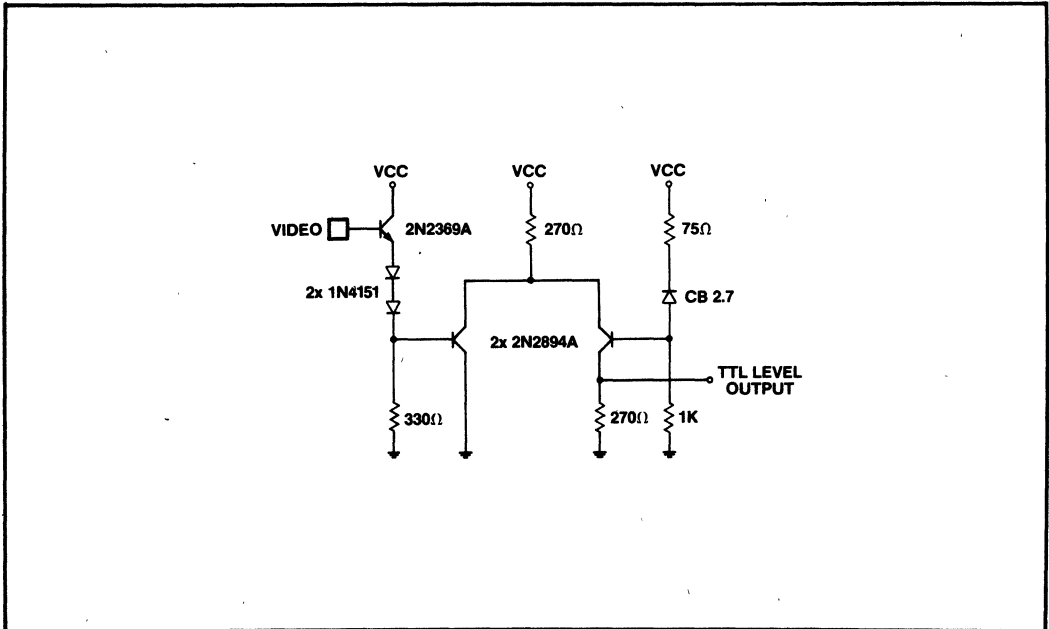 VCC
VCC
VCC
VIDEO
2N2369A
270Ω
75Ω
2x 1N4151
CB 2.7
2x 2N2894A
TTL LEVEL
OUTPUT
330Ω
270Ω
1K